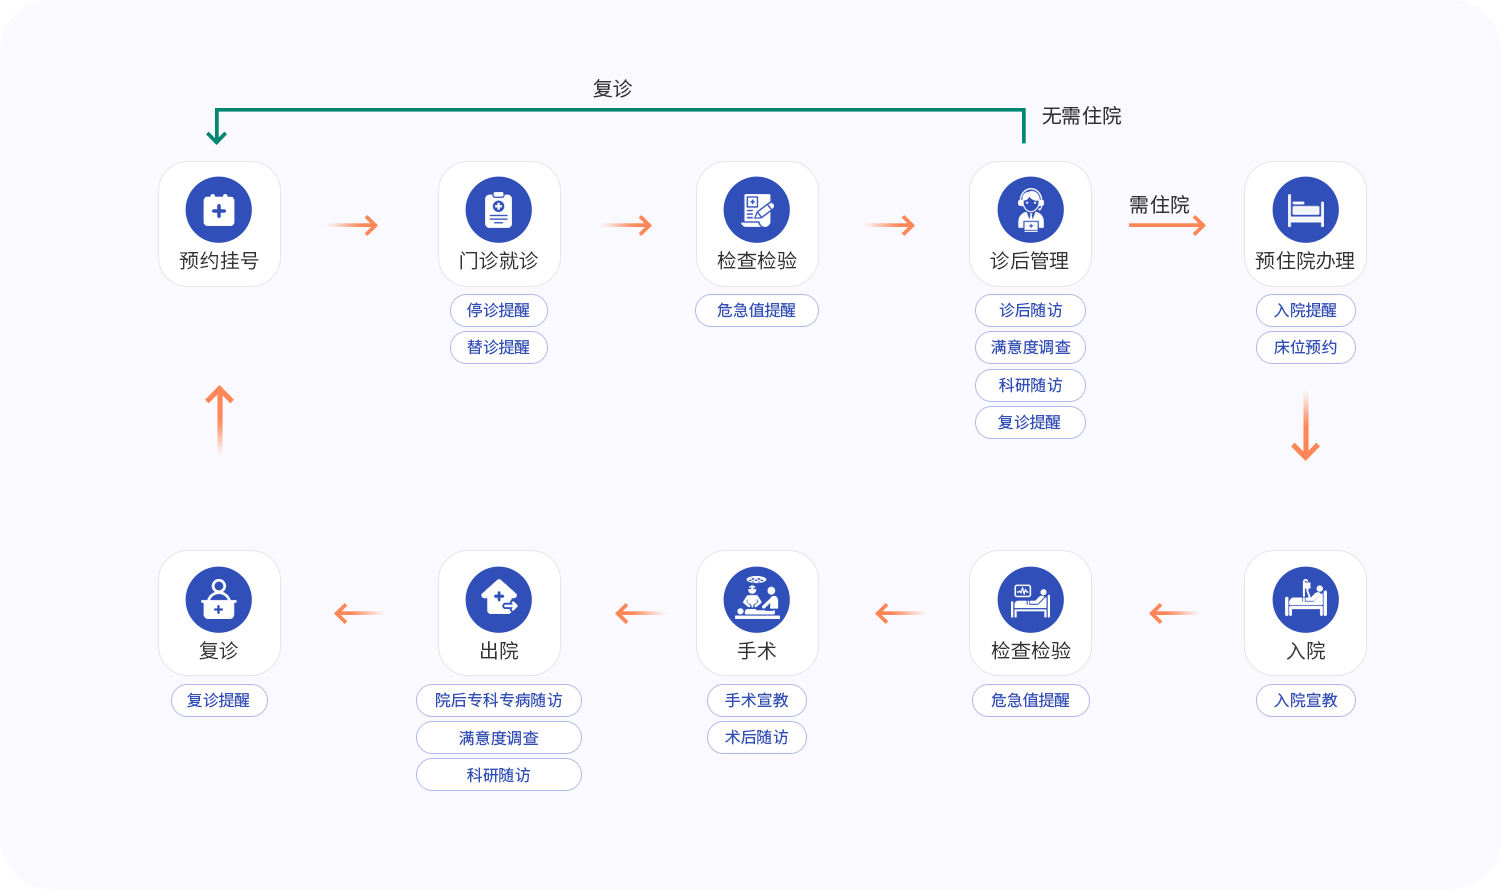 复诊
无需住院
预约挂号
门诊就诊
检查检验
诊后管理
需住院
预住院办理
停诊提醒
替诊提醒
危急值提醒
诊后随访
满意度调查
科研随访
复诊提醒
入院提醒
床位预约
复诊
出院
手术
检查检验
入院
复诊提醒
院后专科专病随访
满意度调查
科研随访
手术宣教
术后随访
危急值提醒
入院宣教